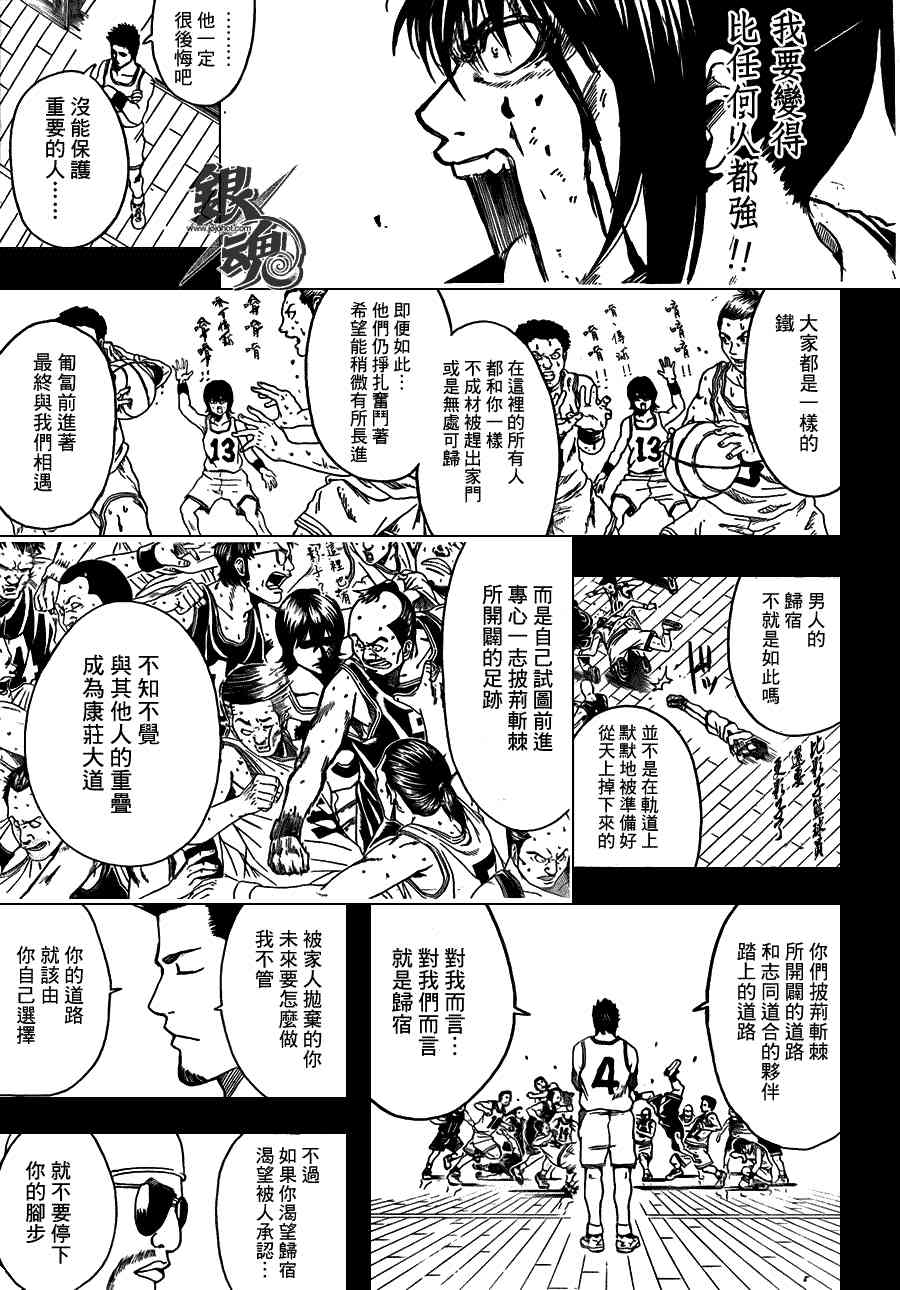 我要變得
比任何人都強!!
………
他一定
很後悔吧
沒能保護
重要的人……
銀魂
www.jojohot.com
大家都是一樣的
鐵
在這裡的所有人
都和你一樣
不成材被趕出家門
或是無處可歸
即便如此…
他們仍掙扎奮鬥著
希望能稍微有所長進
匍匐前進著
最終與我們相遇
13
13
男人的
歸宿
不就是如此嗎
並不是在軌道上
默默地被準備好
從天上掉下來的
而是自己試圖前進
專心一志披荊斬棘
所開闢的足跡
不知不覺
與其他人的重疊
成為康莊大道
你們披荊斬棘
所開闢的道路
和志同道合的夥伴
踏上的道路
對我而言…
對我們而言
就是歸宿
4
被家人拋棄的你
未來要怎麼做
我不管
你的道路
就該由
你自己選擇
不過
如果你渴望歸宿
渴望被人承認…
就不要停下
你的腳步